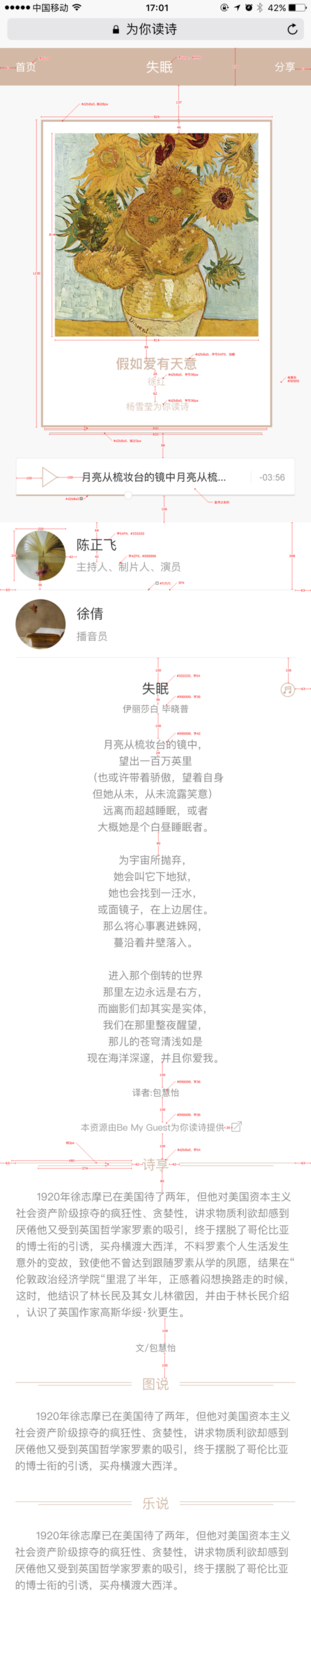 中国移动 17:01 42%
为你读诗
首页 失眠 分享
假如爱有天意
杨雪莹为你读诗
月亮从梳妆台的镜中月亮从梳... -03:56
陈正飞
主持人、制片人、演员
徐倩
播音员
失眠
伊丽莎白 毕晓普
月亮从梳妆台的镜中，
望出一百万英里
（也或许带着骄傲，望着自身
但她从未，从未流露笑意）
远离而超越睡眠，或者
大概她是个白昼睡眠者。
为宇宙所抛弃，
她会叫它下地狱，
她也会找到一汪水，
或面镜子，在上边居住。
那么将心事裹进蛛网，
蔓沿着井壁落入。
进入那个倒转的世界
那里左边永远是右方，
而幽影们却其实是实体，
我们在那里整夜醒望，
那儿的苍穹清浅如是
现在海洋深邃，并且你爱我。
译者:包慧怡
本资源由Be My Guest为你读诗提供
诗享
1920年徐志摩已在美国待了两年，但他对美国资本主义
社会资产阶级掠夺的疯狂性、贪婪性，讲求物质利欲却感到
厌倦他又受到英国哲学家罗素的吸引，终于摆脱了哥伦比亚
的博士衔的引诱，买舟横渡大西洋，不料罗素个人生活发生
意外的变故，致使他不曾达到跟随罗素从学的夙愿，结果在“
伦敦政治经济学院”里混了半年，正感着闷想换路走的时候，
这时，他结识了林长民及其女儿林徽因，并由于林长民介绍
，认识了英国作家高斯华绥·狄更生。
文/包慧怡
图说
1920年徐志摩已在美国待了两年，但他对美国资本主义
社会资产阶级掠夺的疯狂性、贪婪性，讲求物质利欲却感到
厌倦他又受到英国哲学家罗素的吸引，终于摆脱了哥伦比亚
的博士衔的引诱，买舟横渡大西洋。
乐说
1920年徐志摩已在美国待了两年，但他对美国资本主义
社会资产阶级掠夺的疯狂性、贪婪性，讲求物质利欲却感到
厌倦他又受到英国哲学家罗素的吸引，终于摆脱了哥伦比亚
的博士衔的引诱，买舟横渡大西洋。